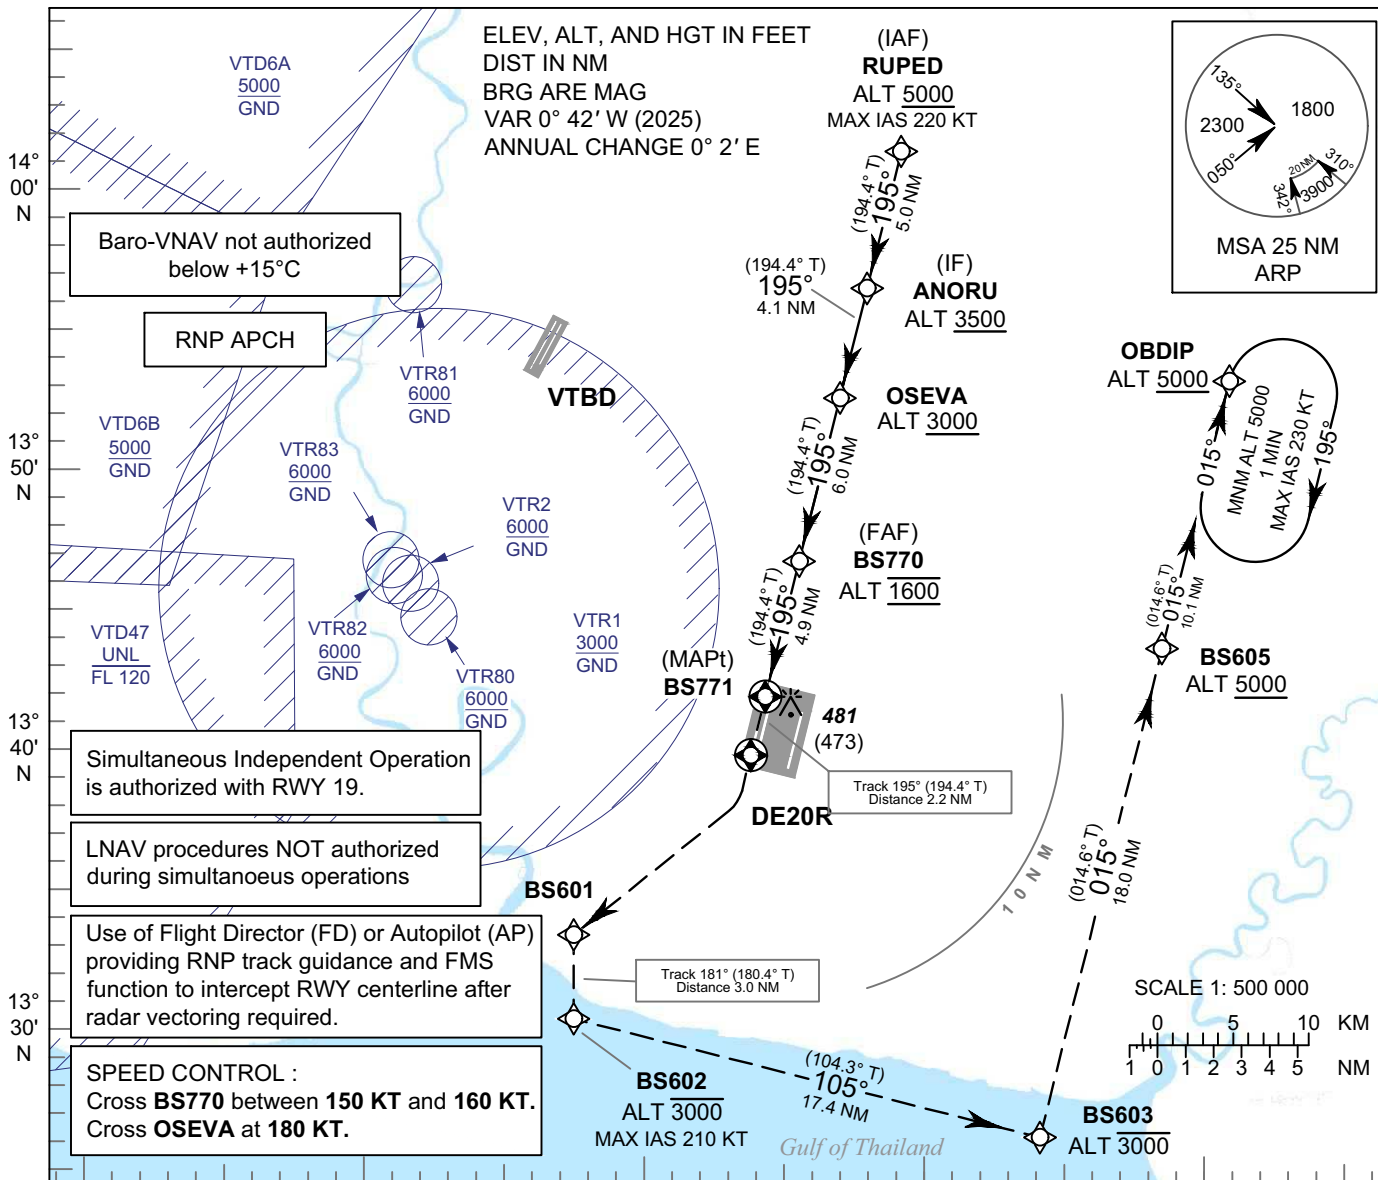 ELEV, ALT, AND HGT IN FEET
DIST IN NM
BRG ARE MAG
VAR 0° 42' W (2025)
ANNUAL CHANGE 0° 2' E
(IAF)
RUPED
ALT 5000
MAX IAS 220 KT
135°
1800
2300
050°
20 NM
310°
3900
342°
MSA 25 NM
ARP
VTD6A
5000
GND
14°
00'
N
Baro-VNAV not authorized
below +15°C
RNP APCH
(194.4° T)
195°
5.0 NM
(194.4° T)
195°
4.1 NM
(IF)
ANORU
ALT 3500
VTR81
6000
GND
VTBD
OSEVA
ALT 3000
OBDIP
ALT 5000
MNM ALT 5000
1 MIN
MAX IAS 230 KT
015°
195°
VTD6B
5000
GND
13°
50'
N
VTR83
6000
GND
VTR2
6000
GND
(194.4° T)
195°
6.0 NM
(FAF)
BS770
ALT 1600
(194.4° T)
195°
4.9 NM
(014.6° T)
015°
10.1 NM
VTD47
UNL
FL 120
VTR82
6000
GND
VTR1
3000
GND
VTR80
6000
GND
(MAPt)
BS771
BS605
ALT 5000
481
(473)
13°
40'
N
Simultaneous Independent Operation
is authorized with RWY 19.
Track 195° (194.4° T)
Distance 2.2 NM
DE20R
LNAV procedures NOT authorized
during simultanoeus operations
10 NM
(014.6° T)
015°
18.0 NM
BS601
Use of Flight Director (FD) or Autopilot (AP)
providing RNP track guidance and FMS
function to intercept RWY centerline after
radar vectoring required.
Track 181° (180.4° T)
Distance 3.0 NM
13°
30'
N
SCALE 1: 500 000
0 5 10 KM
1 0 1 2 3 4 5 NM
SPEED CONTROL :
Cross BS770 between 150 KT and 160 KT.
Cross OSEVA at 180 KT.
BS602
ALT 3000
MAX IAS 210 KT
(104.3° T)
105°
17.4 NM
Gulf of Thailand
BS603
ALT 3000